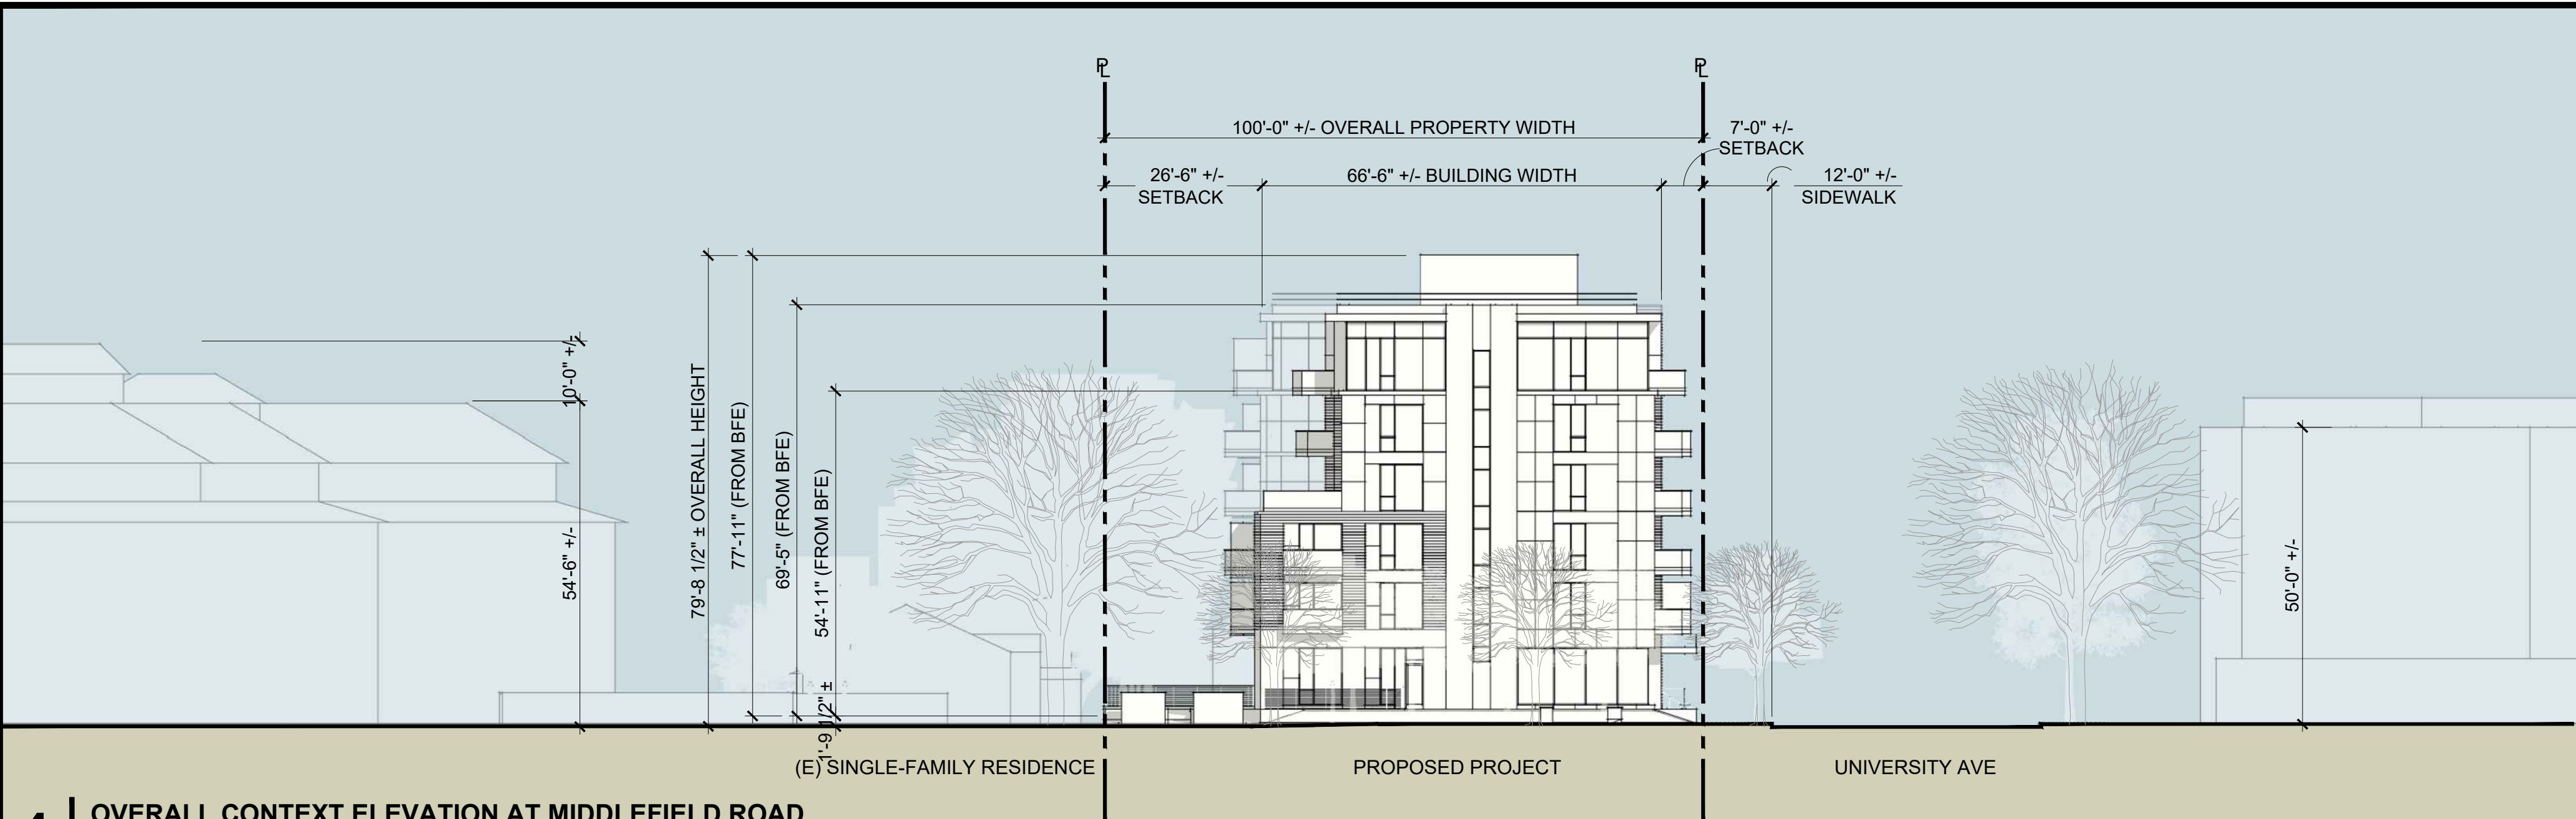 PL
PL
100'-0" +/- OVERALL PROPERTY WIDTH
7'-0" +/-
SETBACK
26'-6" +/-
SETBACK
66'-6" +/- BUILDING WIDTH
12'-0" +/-
SIDEWALK
10'-0" +/-
54'-6" +/-
79'-8 1/2" ± OVERALL HEIGHT
77'-11" (FROM BFE)
69'-5" (FROM BFE)
54'-11" (FROM BFE)
1'-9 1/2" ±
50'-0" +/-
(E) SINGLE-FAMILY RESIDENCE
PROPOSED PROJECT
UNIVERSITY AVE
OVERALL CONTEXT ELEVATION AT MIDDLEFIELD ROAD